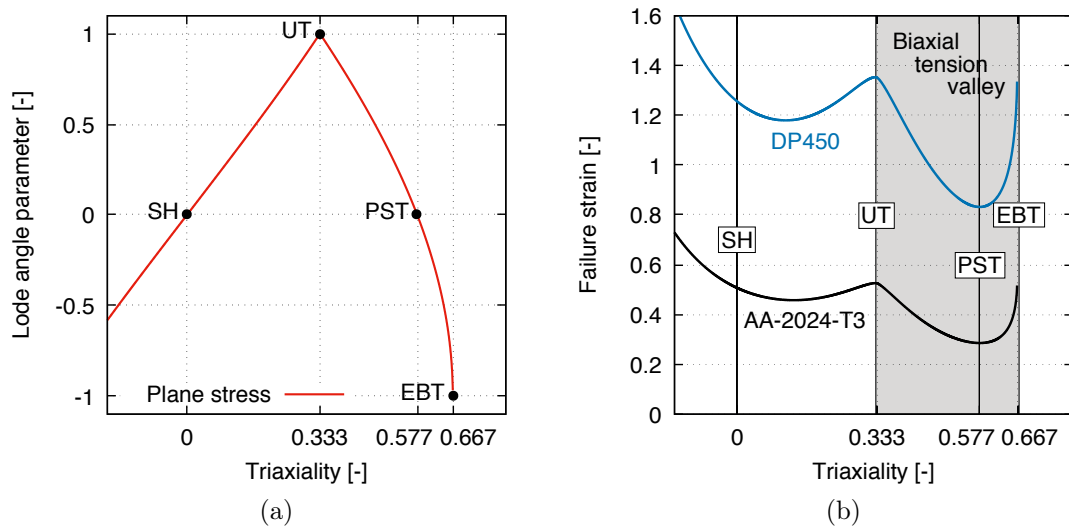 1
0.5
0
-0.5
-1
Lode angle parameter [-]
UT
SH
PST
EBT
Plane stress
0
0.333
0.577
0.667
Triaxiality [-]
(a)
1.6
1.4
1.2
1
0.8
0.6
0.4
0.2
0
Failure strain [-]
Biaxial
tension
valley
DP450
UT
EBT
SH
PST
AA-2024-T3
0
0.333
0.577
0.667
Triaxiality [-]
(b)